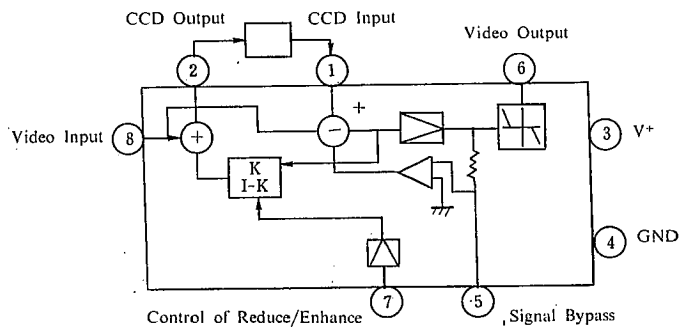 CCD Output
CCD Input
Video Output
2
1
6
+
Video Input
8
+
−
3
V+
K
I-K
4
GND
7
5
Control of Reduce/Enhance
Signal Bypass